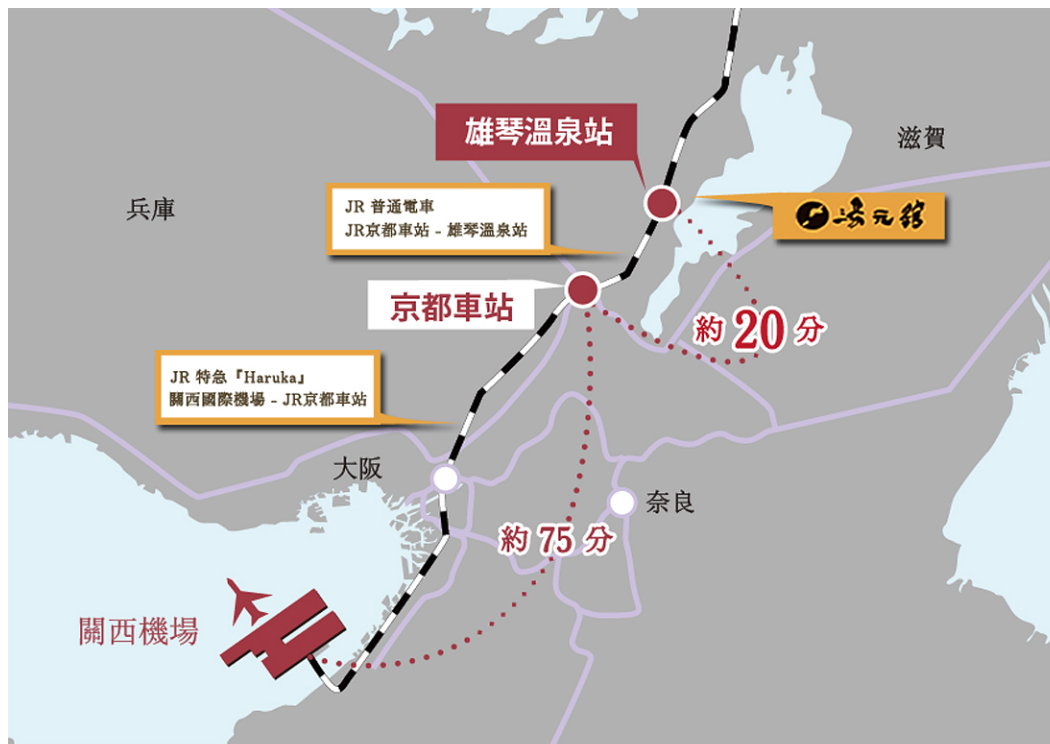 雄琴溫泉站
滋賀
兵庫
JR 普通電車
JR京都車站 - 雄琴溫泉站
湯元舘
京都車站
約 20 分
JR 特急『Haruka』
關西國際機場 - JR京都車站
大阪
奈良
約 75 分
關西機場